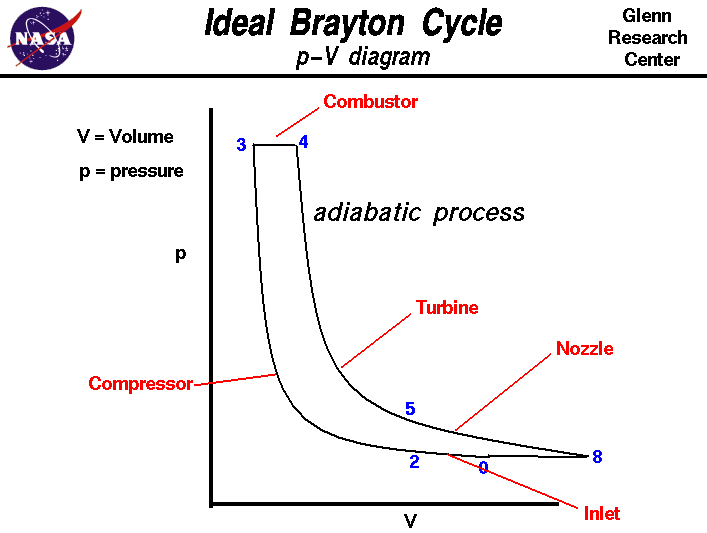 NASA
Ideal Brayton Cycle
p-V diagram
Glenn
Research
Center
Combustor
V = Volume
3
4
p = pressure
adiabatic process
p
Turbine
Nozzle
Compressor
5
2
0
8
Inlet
V